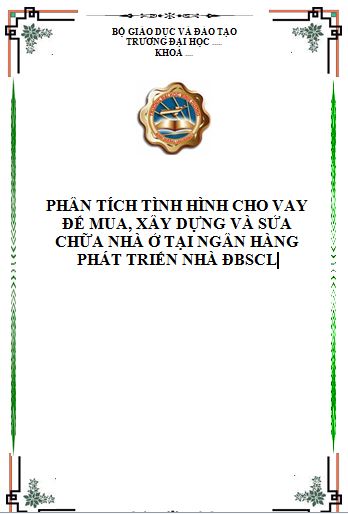 BỘ GIÁO DỤC VÀ ĐÀO TẠO
TRƯỜNG ĐẠI HỌC .....
KHOA ....
PHÂN TÍCH TÌNH HÌNH CHO VAY
ĐỂ MUA, XÂY DỰNG VÀ SỬA
CHỮA NHÀ Ở TẠI NGÂN HÀNG
PHÁT TRIỂN NHÀ ĐBSCL